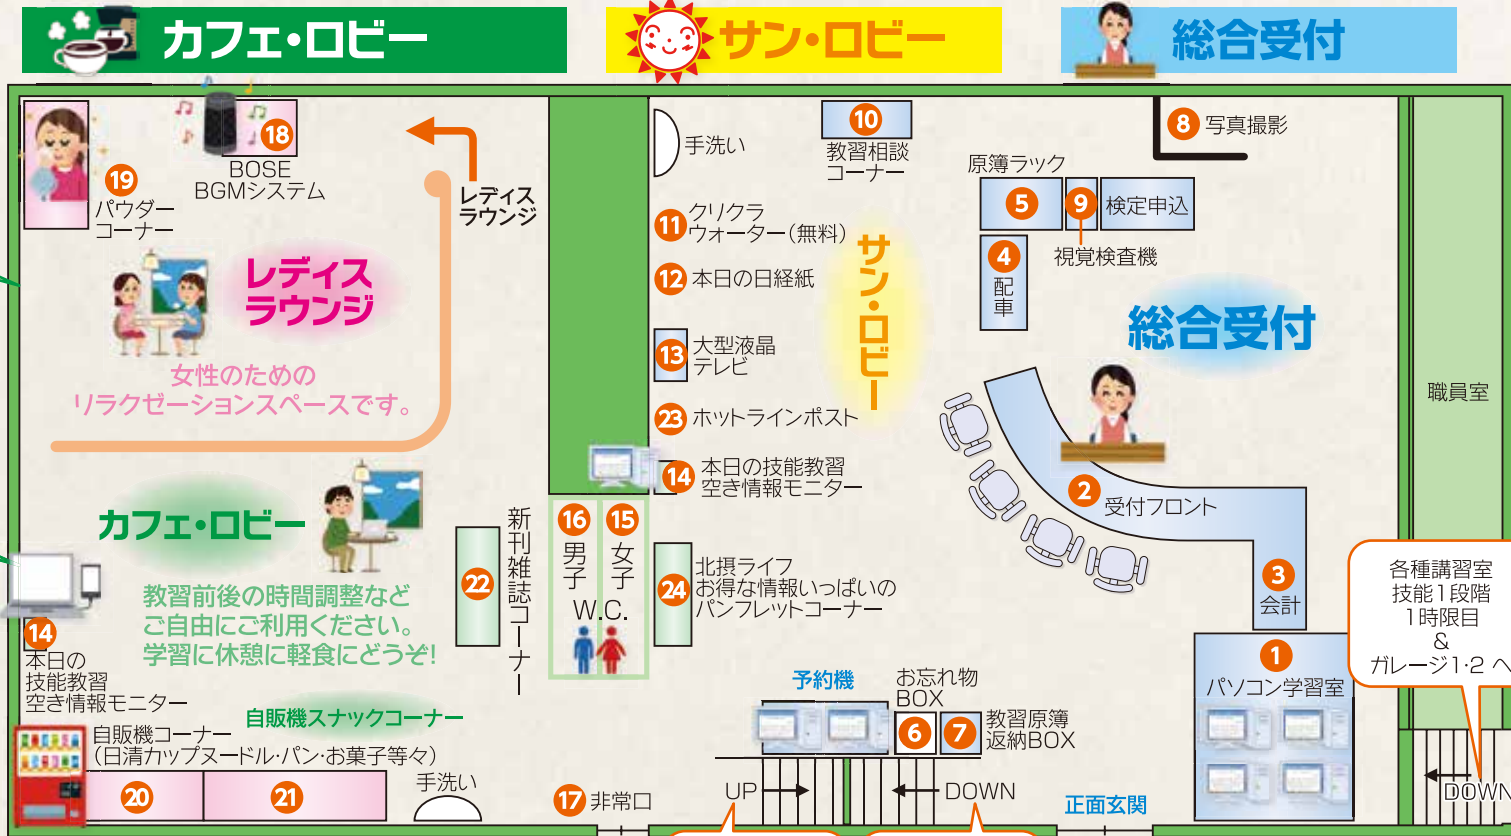 カフェ・ロビー
サン・ロビー
総合受付
18
BOSE
BGMシステム
19
パウダー
コーナー
レディス
ラウンジ
レディス
ラウンジ
女性のための
リラクゼーションスペースです。
カフェ・ロビー
教習前後の時間調整など
ご自由にご利用ください。
学習に休憩に軽食にどうぞ!
14
本日の
技能教習
空き情報モニター
自販機スナックコーナー
自販機コーナー
(日清カップヌードル・パン・お菓子等々)
20
21
手洗い
22
新刊雑誌コーナー
16
男子
15
女子
W.C.
17 非常口
手洗い
10
教習相談
コーナー
11 クリクラ
ウォーター(無料)
12 本日の日経紙
13 大型液晶
テレビ
23 ホットラインポスト
14 本日の技能教習
空き情報モニター
24 北摂ライフ
お得な情報いっぱいの
パンフレットコーナー
サン・ロビー
8 写真撮影
原簿ラック
5
9
検定申込
視覚検査機
4
配車
総合受付
2 受付フロント
3
会計
1
パソコン学習室
予約機
お忘れ物
BOX
6
7 教習原簿
返納BOX
UP
DOWN
正面玄関
職員室
各種講習室
技能1段階
1時限目
&
ガレージ1・2 へ
DOWN